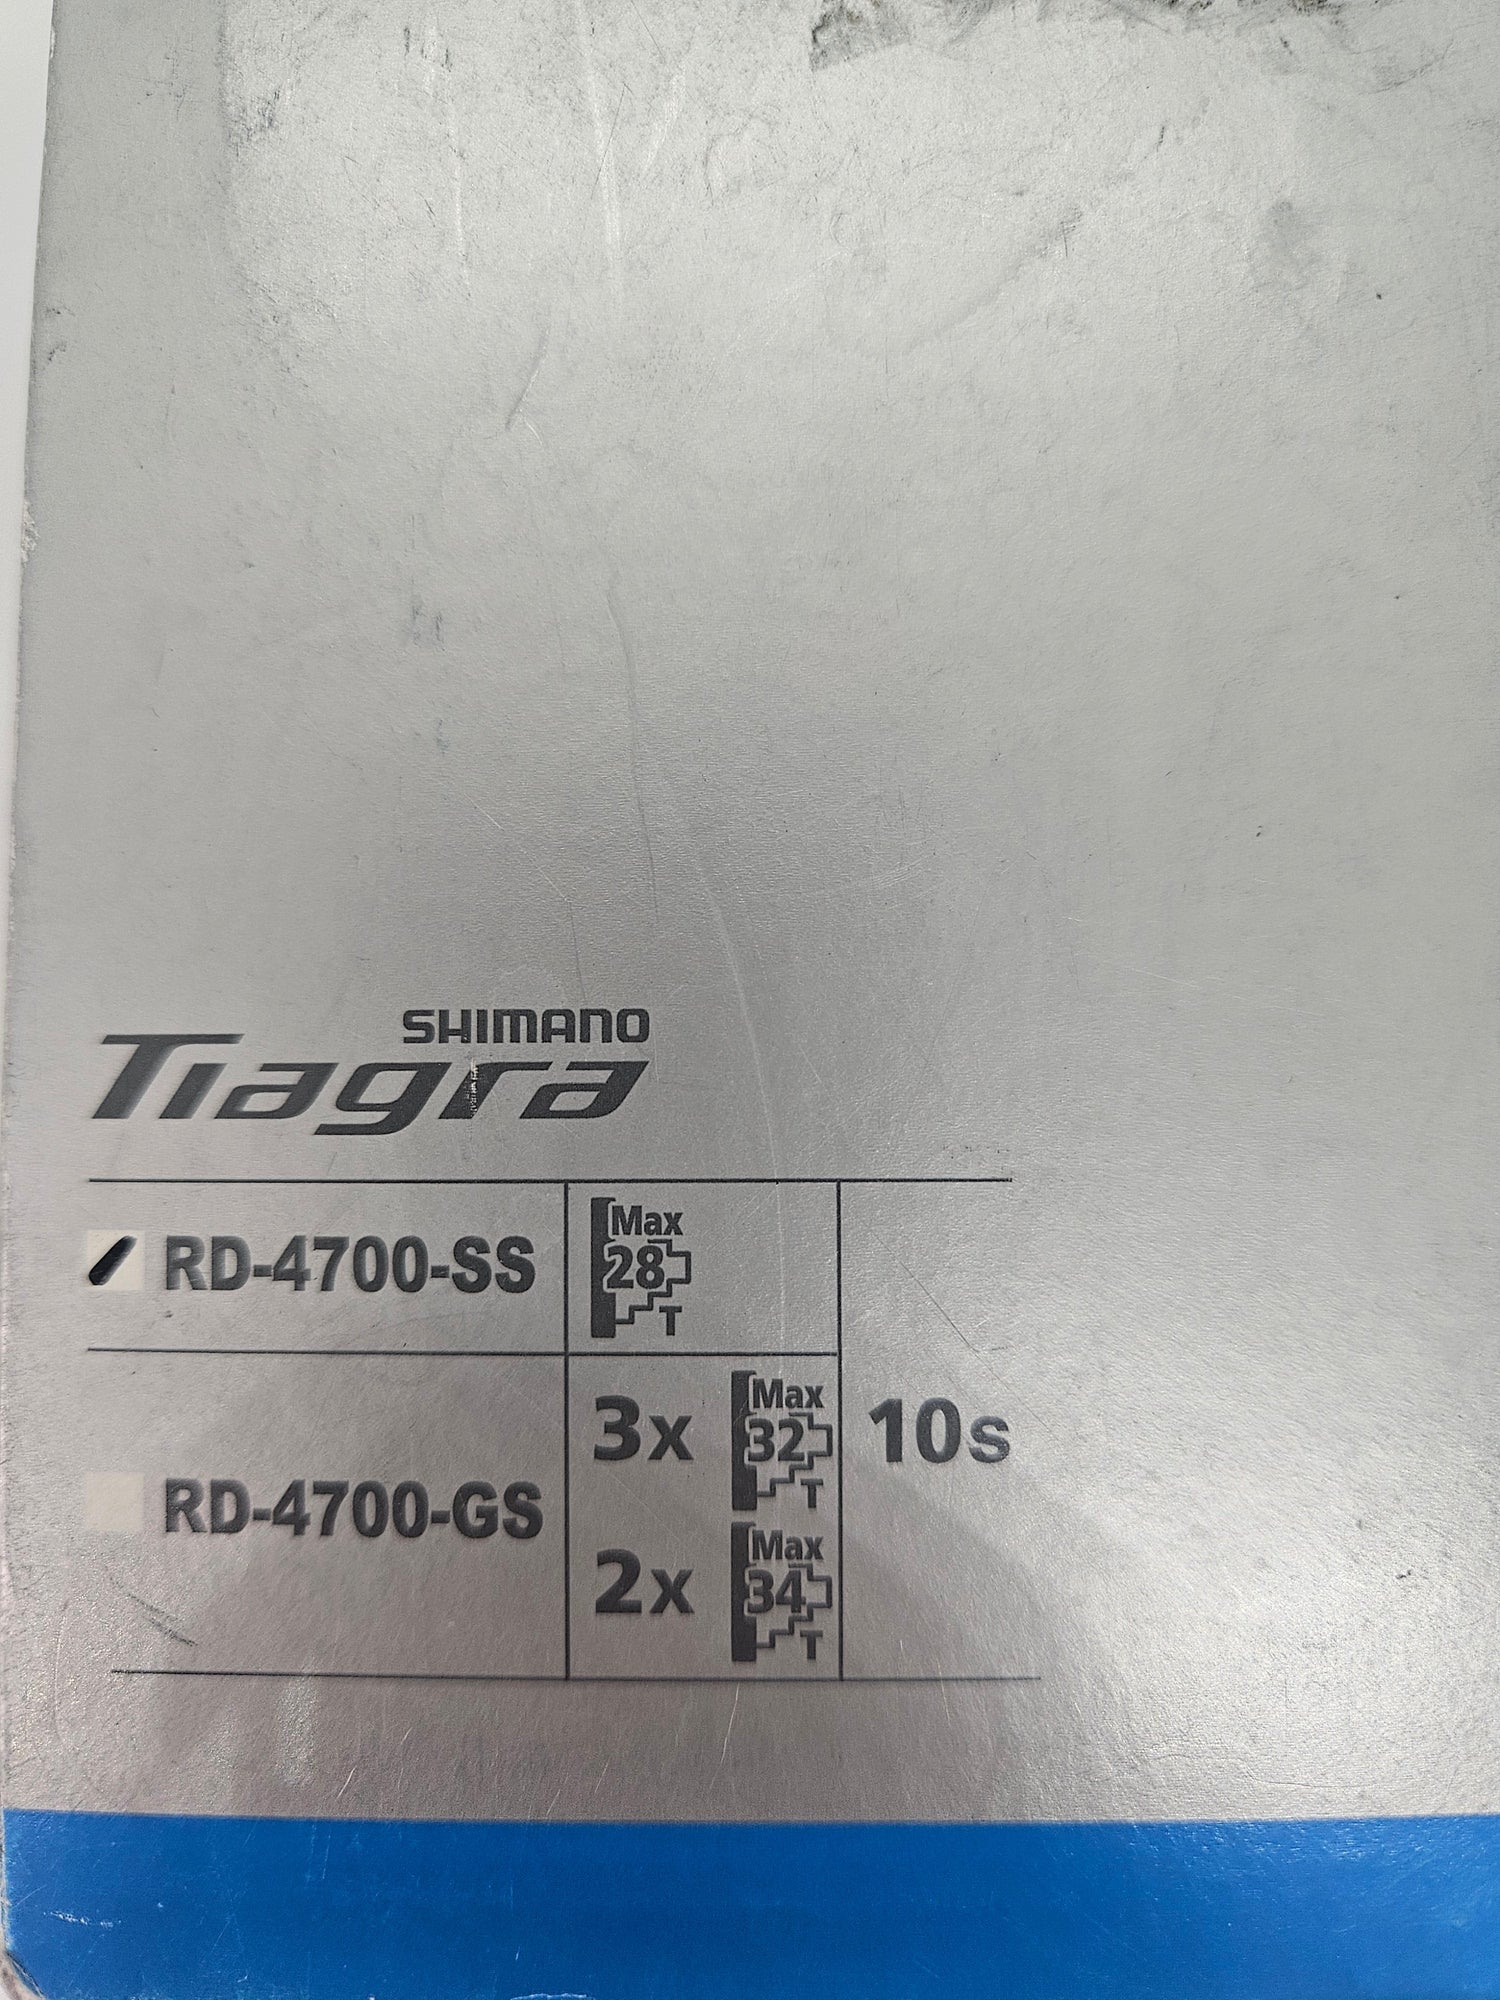 SHIMANO
Tiagra
RD-4700-SS Max 28 T
RD-4700-GS 3x Max 32 T 10s
2x Max 34 T